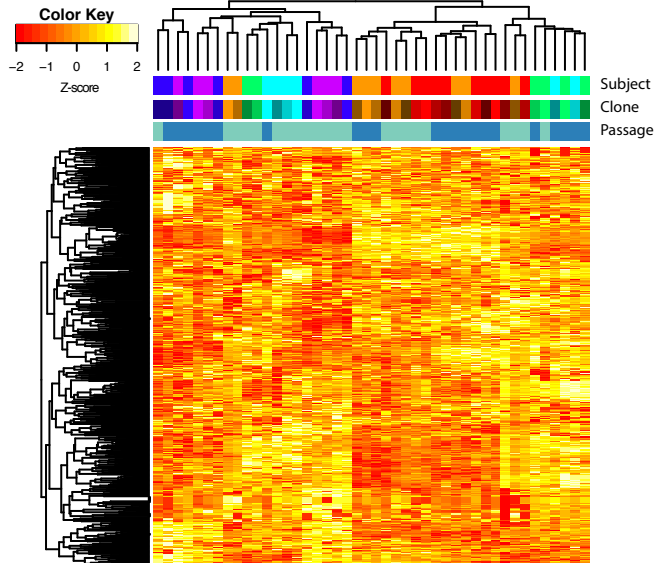 Color Key
−2 −1 0 1 2
Z-score
Subject
Clone
Passage